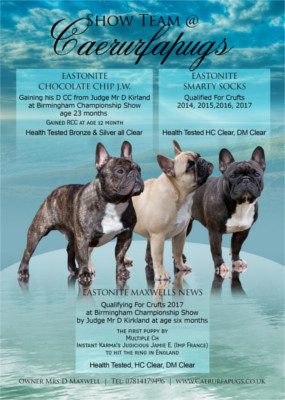 Show Team @
Caerurfapugs
Eastonite
Chocolate Chip J.W.
Gaining his D CC from Judge Mr D Kirland
at Birmingham Championship Show
age 23 months
Gained RCC at age 12 month
Health Tested Bronze & Silver all Clear
Eastonite
Smarty Socks
Qualified For Crufts
2014, 2015,2016, 2017
Health Tested HC Clear, DM Clear
Eastonite Maxwells News
Qualifying For Crufts 2017
at Birmingham Championship Show
by Judge Mr D Kirkland at age six months
the first puppy by
Multiple Ch
Instant Karma's Judicious Jamie E. (Imp France)
to hit the ring in England
Health Tested, HC Clear, DM Clear
Owner Mrs D Maxwell | Tel 07814179496 | www.Caerurfapugs.co.uk